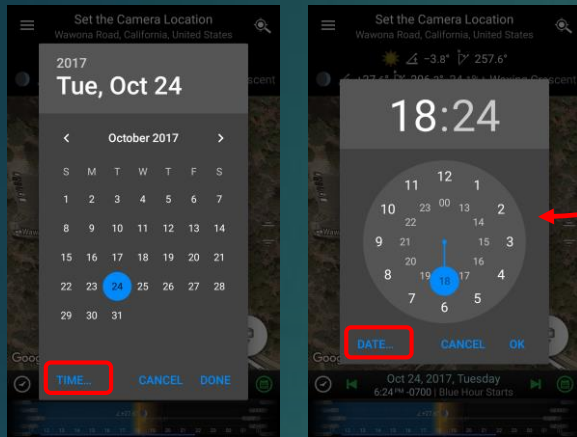 Set the Camera Location
Wawona Road, California, United States
2017
Tue, Oct 24
October 2017
S M T W T F S
1 2 3 4 5 6 7
8 9 10 11 12 13 14
15 16 17 18 19 20 21
22 23 24 25 26 27 28
29 30 31
TIME... CANCEL DONE
Goog
Set the Camera Location
Wawona Road, California, United States
-3.8° 257.6°
scent
18:24
12
11 1
00
10 23 13 2
22 14
9 21 15 3
20 16
8 19 18 17 4
7 5
6
DATE... CANCEL OK
Goog
Oct 24, 2017, Tuesday
6:24 PM -0700 | Blue Hour Starts